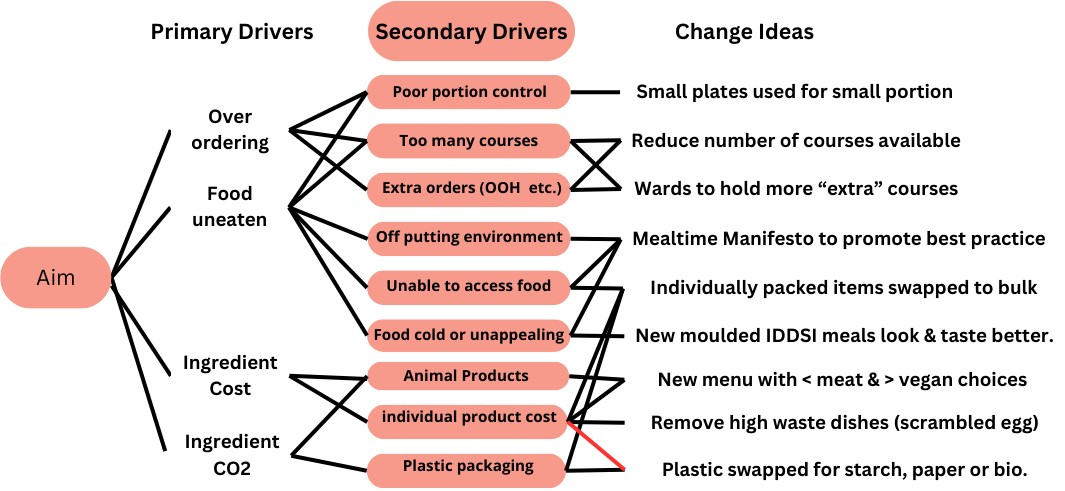 Primary Drivers
Secondary Drivers
Change Ideas
Aim
Over
ordering
Food
uneaten
Ingredient
Cost
Ingredient
CO2
Poor portion control
Too many courses
Extra orders (OOH etc.)
Off putting environment
Unable to access food
Food cold or unappealing
Animal Products
individual product cost
Plastic packaging
Small plates used for small portion
Reduce number of courses available
Wards to hold more “extra” courses
Mealtime Manifesto to promote best practice
Individually packed items swapped to bulk
New moulded IDDSI meals look & taste better.
New menu with < meat & > vegan choices
Remove high waste dishes (scrambled egg)
Plastic swapped for starch, paper or bio.